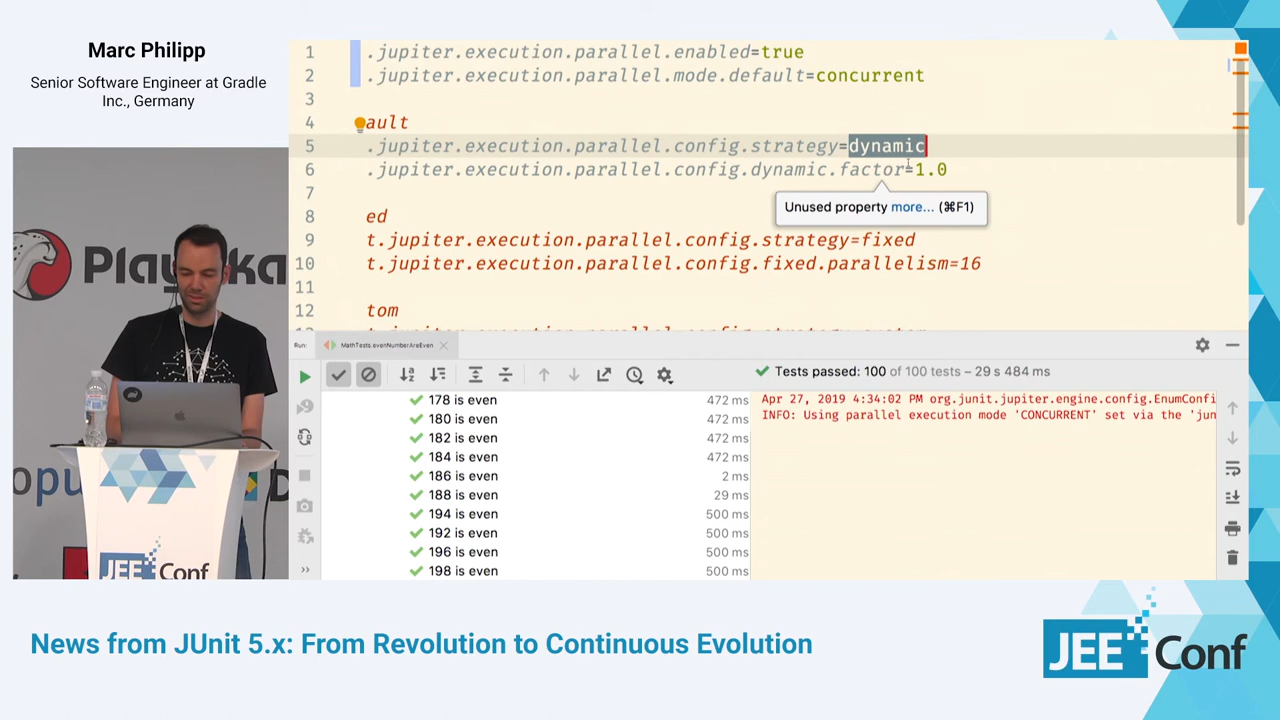 Marc Philipp
Senior Software Engineer at Gradle
Inc., Germany
1 .jupiter.execution.parallel.enabled=true
2 .jupiter.execution.parallel.mode.default=concurrent
3
4 ault
5 .jupiter.execution.parallel.config.strategy=dynamic
6 .jupiter.execution.parallel.config.dynamic.factor=1.0
7
Unused property more... (⌘F1)
8 ed
9 t.jupiter.execution.parallel.config.strategy=fixed
10 t.jupiter.execution.parallel.config.fixed.parallelism=16
11
12 tom
Run: MathTests.evenNumberAreEven
Tests passed: 100 of 100 tests – 29 s 484 ms
178 is even 472 ms
180 is even 472 ms
182 is even 472 ms
184 is even 472 ms
186 is even 2 ms
188 is even 29 ms
194 is even 500 ms
192 is even 500 ms
196 is even 500 ms
198 is even 500 ms
Apr 27, 2019 4:34:02 PM org.junit.jupiter.engine.config.EnumConfi
INFO: Using parallel execution mode 'CONCURRENT' set via the 'jun
JEE Conf
News from JUnit 5.x: From Revolution to Continuous Evolution
JEE Conf